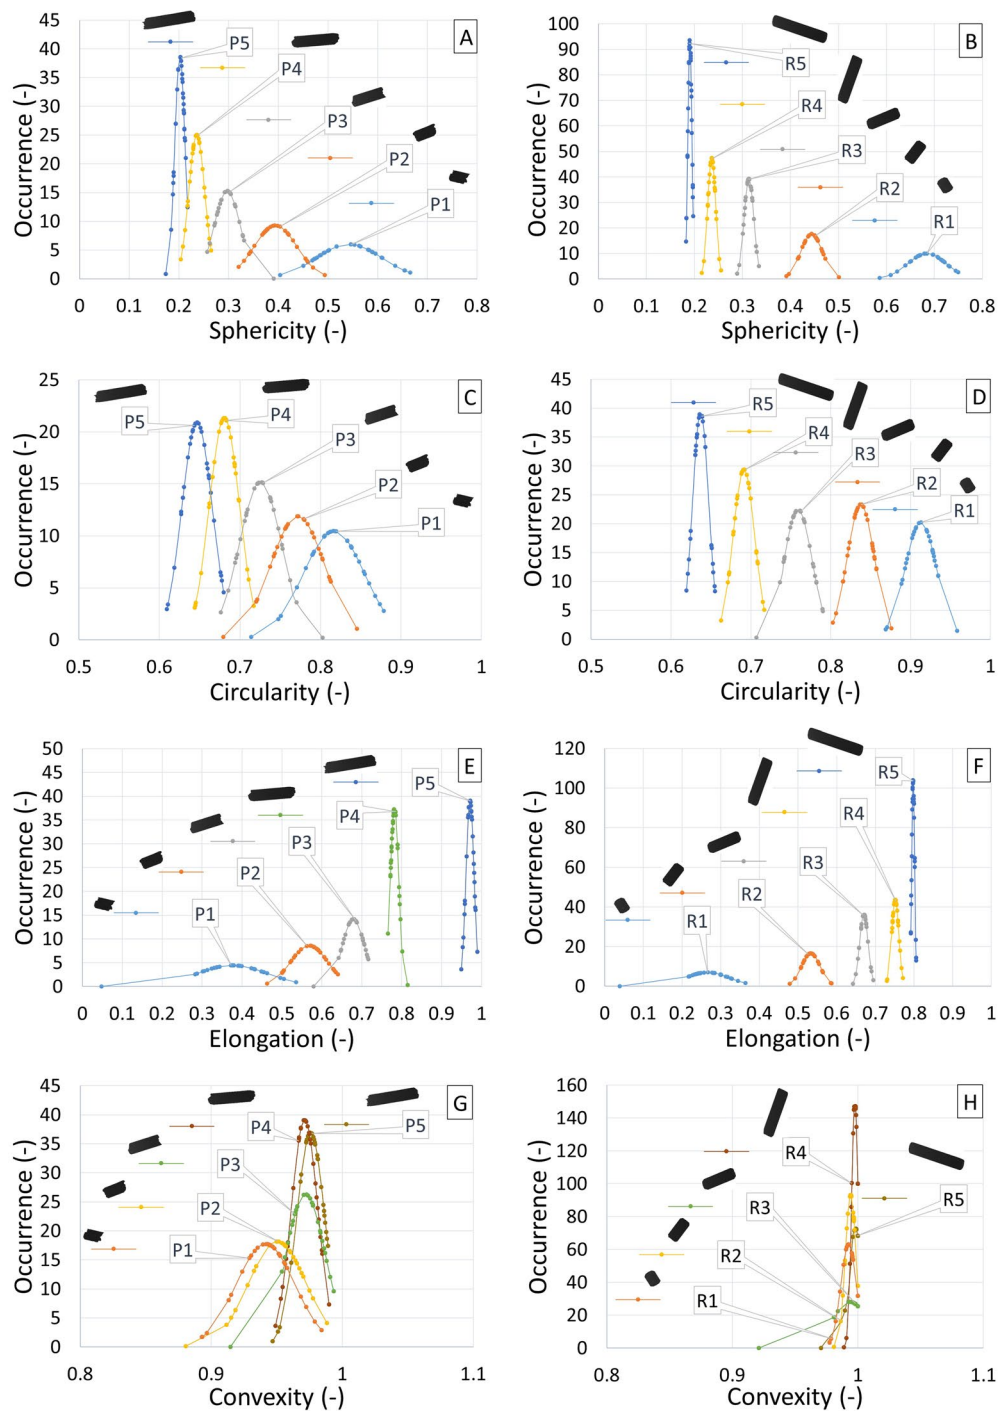 A
Occurrence (-)
45
40
35
30
25
20
15
10
5
0
P5
P4
P3
P2
P1
0 0.1 0.2 0.3 0.4 0.5 0.6 0.7 0.8
Sphericity (-)
B
Occurrence (-)
100
90
80
70
60
50
40
30
20
10
0
R5
R4
R3
R2
R1
0 0.1 0.2 0.3 0.4 0.5 0.6 0.7 0.8
Sphericity (-)
C
Occurrence (-)
25
20
15
10
5
0
P5
P4
P3
P2
P1
0.5 0.6 0.7 0.8 0.9 1
Circularity (-)
D
Occurrence (-)
45
40
35
30
25
20
15
10
5
0
R5
R4
R3
R2
R1
0.5 0.6 0.7 0.8 0.9 1
Circularity (-)
E
Occurrence (-)
50
45
40
35
30
25
20
15
10
5
0
P5
P4
P3
P2
P1
0 0.1 0.2 0.3 0.4 0.5 0.6 0.7 0.8 0.9 1
Elongation (-)
F
Occurrence (-)
120
100
80
60
40
20
0
R5
R4
R3
R2
R1
0 0.1 0.2 0.3 0.4 0.5 0.6 0.7 0.8 0.9 1
Elongation (-)
G
Occurrence (-)
45
40
35
30
25
20
15
10
5
0
P4
P5
P3
P2
P1
0.8 0.9 1 1.1
Convexity (-)
H
Occurrence (-)
160
140
120
100
80
60
40
20
0
R4
R5
R3
R2
R1
0.8 0.9 1 1.1
Convexity (-)